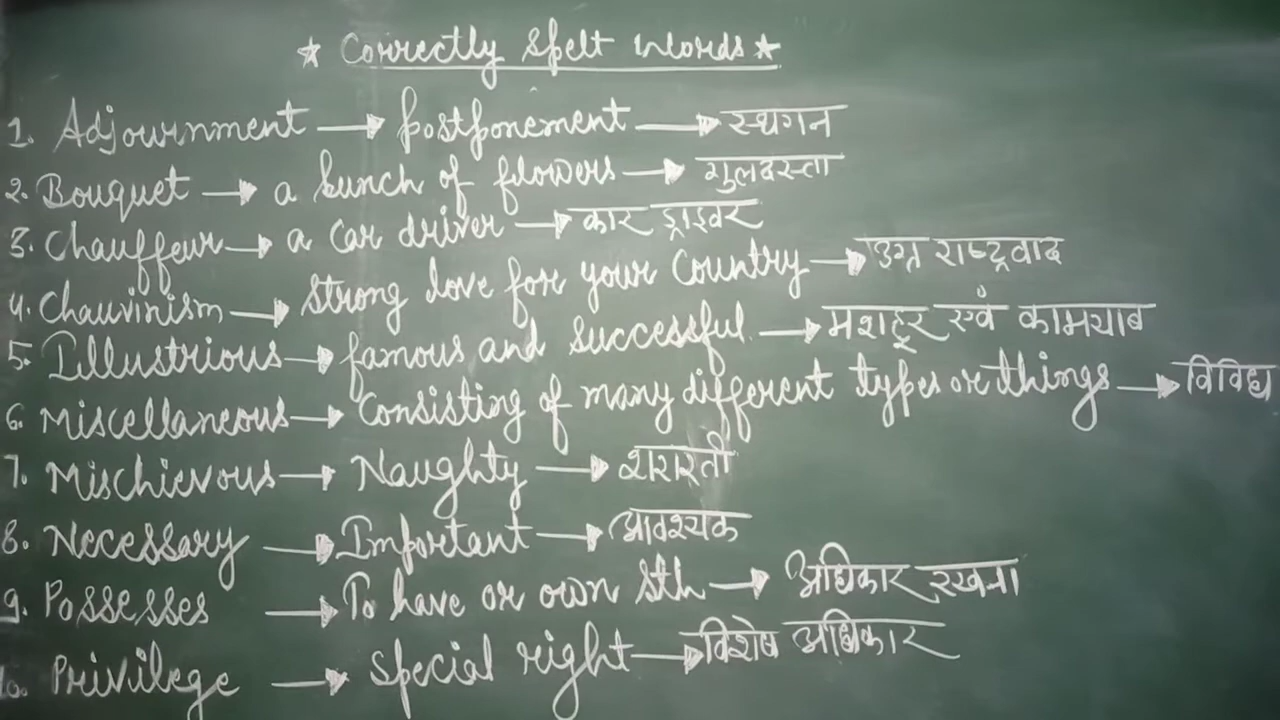 ★ Correctly Spelt Words ★
1. Adjournment → Postponement → स्थगन
2. Bouquet → a bunch of flowers → गुलदस्ता
3. Chauffeur → a car driver → कार ड्राइवर
4. Chauvinism → strong love for your Country → उग्र राष्ट्रवाद
5. Illustrious → famous and successful. → मशहूर एवं कामयाब
6. Miscellaneous → Consisting of many different types or things → विविध
7. Mischievous → Naughty → शरारती
8. Necessary → Important → आवश्यक
9. Possesses → To have or own sth → अधिकार रखना
10. Privilege → special right → विशेष अधिकार